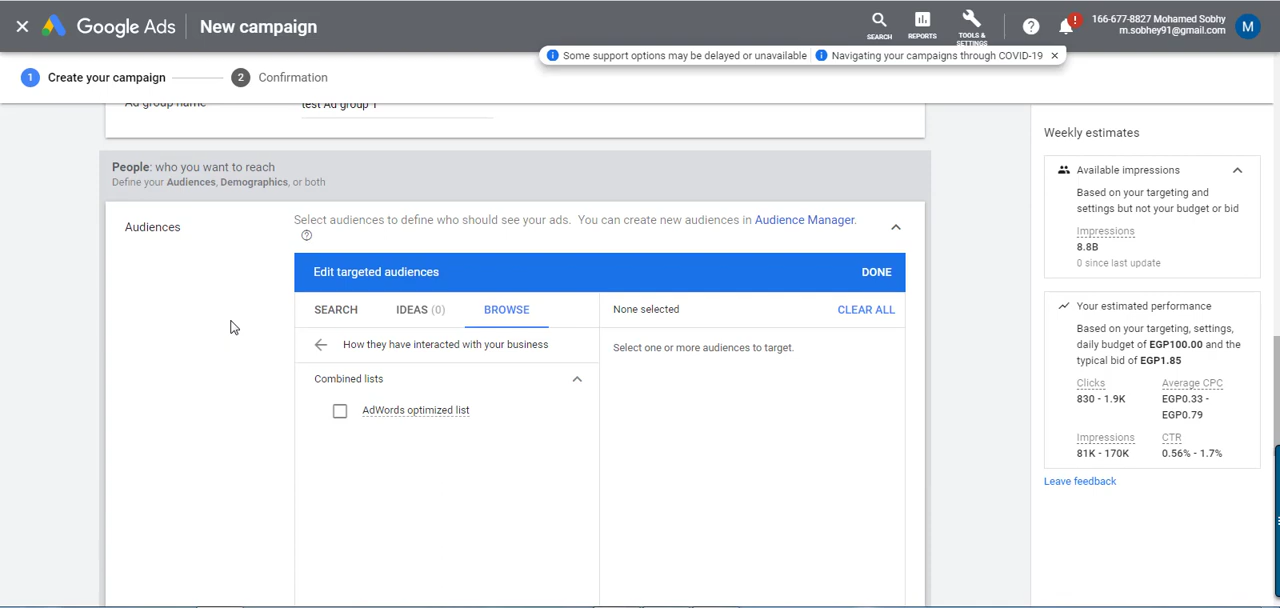 Google Ads
New campaign
SEARCH
REPORTS
TOOLS &
SETTINGS
166-677-8827 Mohamed Sobhy
m.sobhey91@gmail.com
M
Some support options may be delayed or unavailable
Navigating your campaigns through COVID-19
1 Create your campaign
2 Confirmation
Ad group name
test Ad group 1
People: who you want to reach
Define your Audiences, Demographics, or both
Audiences
Select audiences to define who should see your ads. You can create new audiences in Audience Manager.
Edit targeted audiences
DONE
SEARCH
IDEAS (0)
BROWSE
None selected
CLEAR ALL
How they have interacted with your business
Select one or more audiences to target.
Combined lists
AdWords optimized list
Weekly estimates
Available impressions
Based on your targeting and
settings but not your budget or bid
Impressions
8.8B
0 since last update
Your estimated performance
Based on your targeting, settings,
daily budget of EGP100.00 and the
typical bid of EGP1.85
Clicks
830 - 1.9K
Average CPC
EGP0.33 -
EGP0.79
Impressions
81K - 170K
CTR
0.56% - 1.7%
Leave feedback